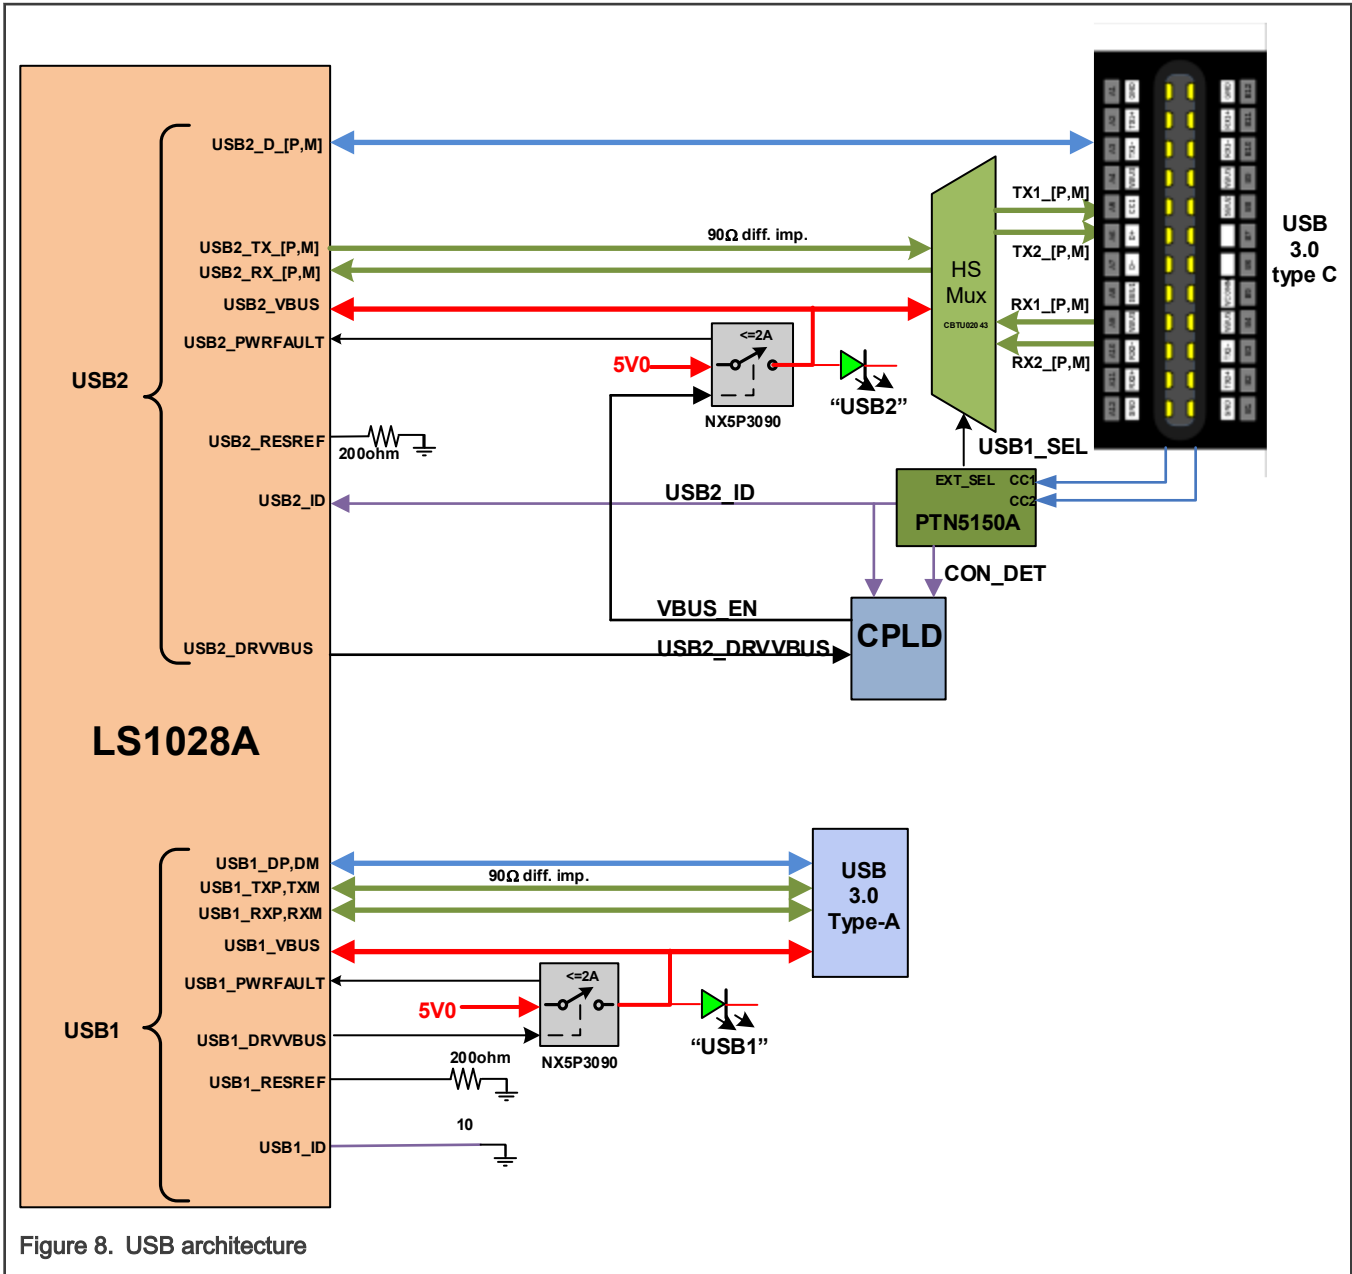 USB2_D_[P,M]
TX1_[P,M]
90Ω diff. imp.
USB2_TX_[P,M]
TX2_[P,M]
USB
3.0
type C
USB2_RX_[P,M]
HS
Mux
CBTU02043
USB2_VBUS
RX1_[P,M]
<=2A
USB2_PWRFAULT
5V0
RX2_[P,M]
USB2
“USB2”
NX5P3090
USB2_RESREF
200ohm
USB1_SEL
EXT_SEL
CC1
CC2
PTN5150A
USB2_ID
USB2_ID
CON_DET
VBUS_EN
CPLD
USB2_DRVVBUS
USB2_DRVVBUS
LS1028A
USB1_DP,DM
90Ω diff. imp.
USB1_TXP,TXM
USB1_RXP,RXM
USB
3.0
Type-A
USB1_VBUS
<=2A
USB1_PWRFAULT
5V0
USB1
USB1_DRVVBUS
“USB1”
NX5P3090
200ohm
USB1_RESREF
10
USB1_ID
Figure 8. USB architecture